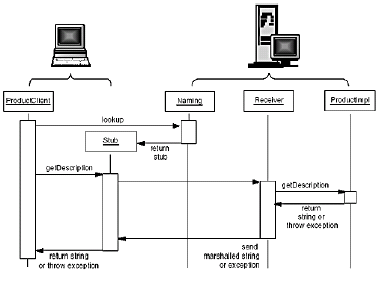 ProductClient
Naming
Receiver
ProductImpl
lookup
Stub
return
stub
getDescription
getDescription
return
string or
throw exception
send
marshalled string
or exception
return string
or throw exception